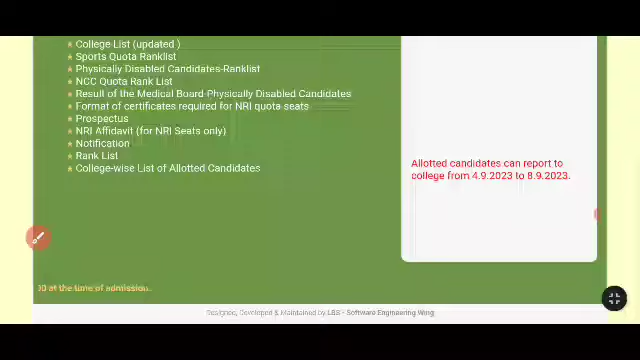 College List (updated )
Sports Quota Ranklist
Physically Disabled Candidates-Ranklist
NCC Quota Rank List
Result of the Medical Board-Physically Disabled Candidates
Format of certificates required for NRI quota seats
Prospectus
NRI Affidavit (for NRI Seats only)
Notification
Rank List
College-wise List of Allotted Candidates
Allotted candidates can report to
college from 4.9.2023 to 8.9.2023.
at the time of admission.
Designed, Developed & Maintained by LBS - Software Engineering Wing